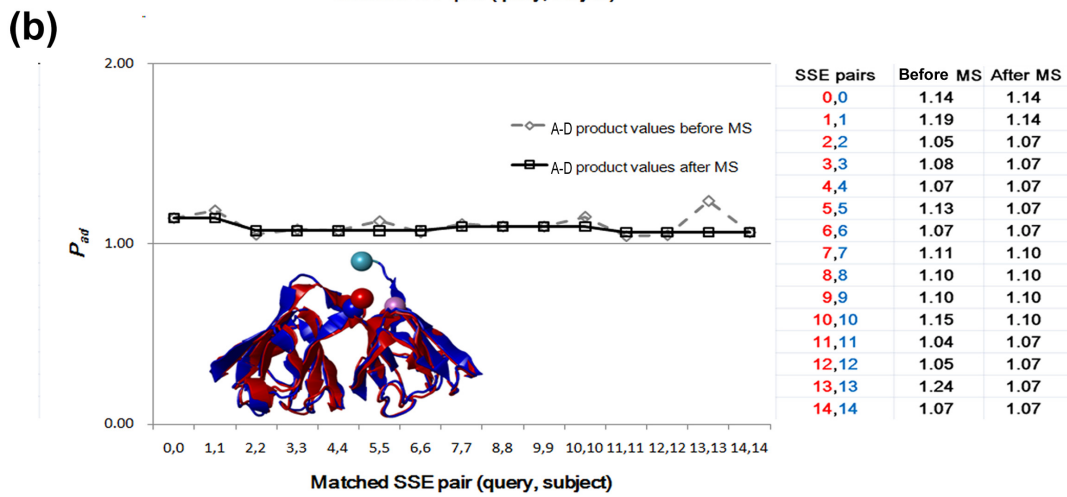 (b)
2.00
1.00
0.00
P ad
A-D product values before MS
A-D product values after MS
0,0 1,1 2,2 3,3 4,4 5,5 6,6 7,7 8,8 9,9 10,10 11,11 12,12 13,13 14,14
Matched SSE pair (query, subject)
SSE pairs Before MS After MS
0,0 1.14 1.14
1,1 1.19 1.14
2,2 1.05 1.07
3,3 1.08 1.07
4,4 1.07 1.07
5,5 1.13 1.07
6,6 1.07 1.07
7,7 1.11 1.10
8,8 1.10 1.10
9,9 1.10 1.10
10,10 1.15 1.10
11,11 1.04 1.07
12,12 1.05 1.07
13,13 1.24 1.07
14,14 1.07 1.07